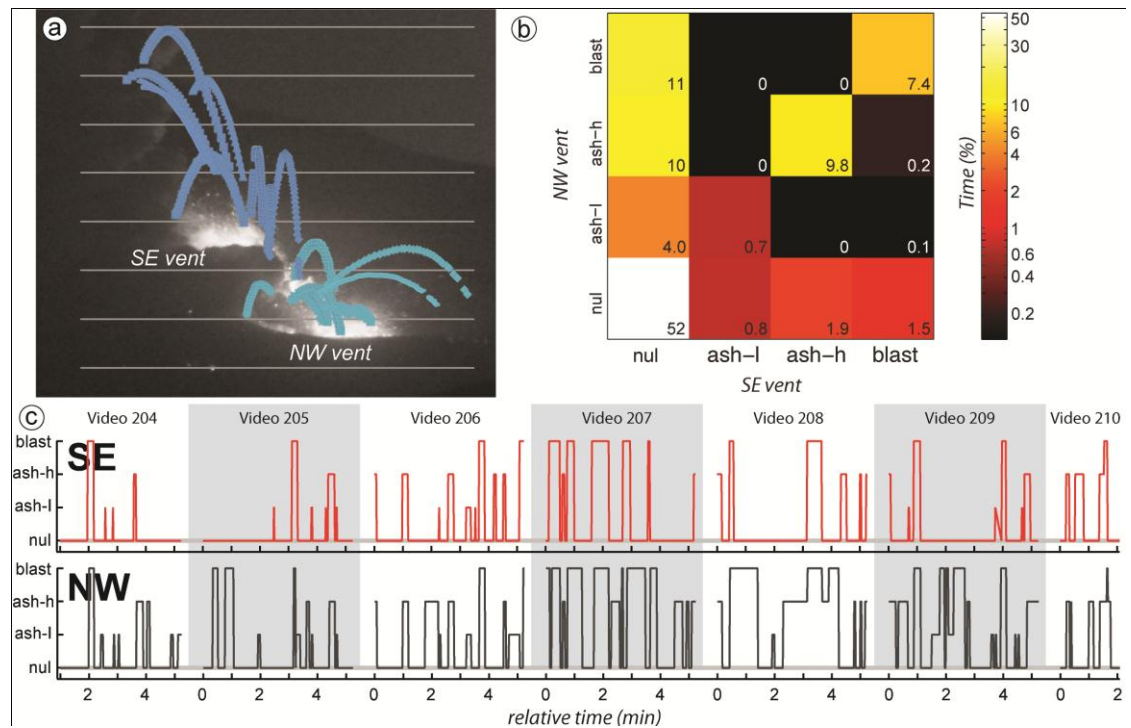 a
SE vent
NW vent
b
NW vent
blast
ash-h
ash-l
nul
11 0 0 7.4
10 0 9.8 0.2
4.0 0.7 0 0.1
52 0.8 1.9 1.5
nul ash-l ash-h blast
SE vent
Time (%)
50
30
10
6
4
2
1
0.6
0.4
0.2
c
Video 204 Video 205 Video 206 Video 207 Video 208 Video 209 Video 210
SE
blast
ash-h
ash-l
nul
NW
blast
ash-h
ash-l
nul
2 4 0 2 4 0 2 4 0 2 4 0 2 4 0 2 4 0 2
relative time (min)